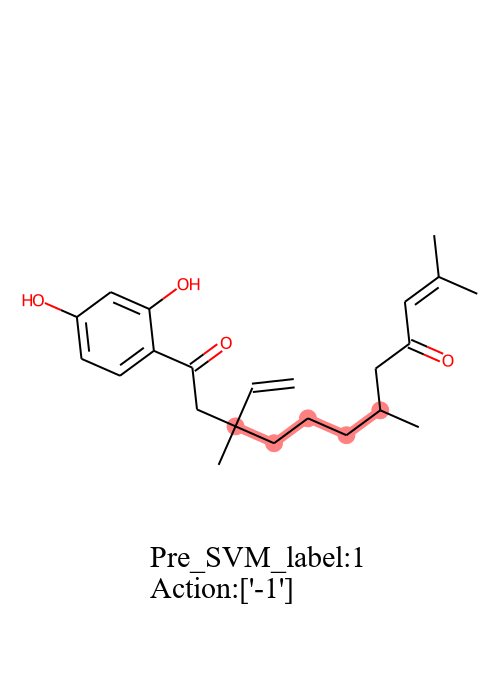 HO
OH
O
O
Pre_SVM_label:1
Action:['-1']